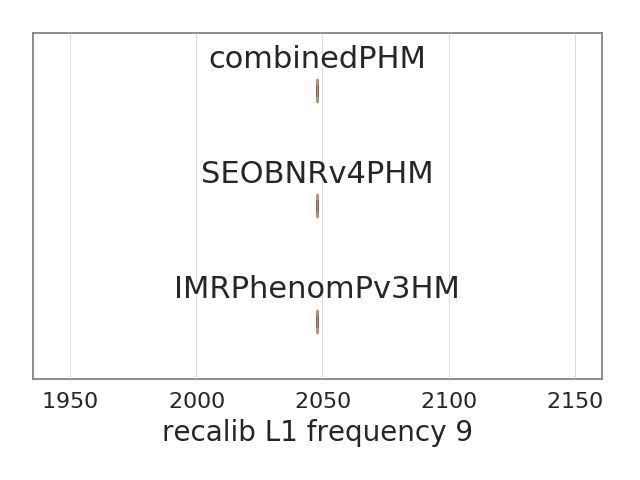 combinedPHM
SEOBNRv4PHM
IMRPhenomPv3HM
1950 2000 2050 2100 2150
recalib L1 frequency 9